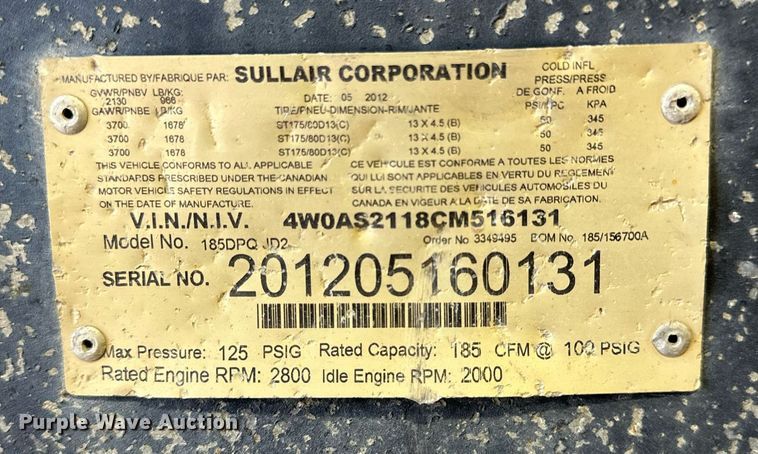 MANUFACTURED BY/FABRIQUE PAR: SULLAIR CORPORATION
COLD INFL
PRESS/PRESS
GVWR/PNBV LB/KG: DATE: 05 2012 DE GONF. A FROID
2130 966
GAWR/PNBE LB/KG TIRE/PNEU-DIMENSION-RIM/JANTE PSI/ KPA
3700 1678 ST175/80D13(C) 13 X 4.5 (B) 50 345
3700 1678 ST175/80D13(C) 13 X 4.5 (B) 50 345
3700 1678 ST175/80D13(C) 13 X 4.5 (B) 50 345
THIS VEHICLE CONFORMS TO ALL APPLICABLE CE VEHICULE EST CONFORME A TOUTES LES NORMES
STANDARDS PRESCRIBED UNDER THE CANADIAN QUI LUI SONT APPLICABLES EN VERTU DU REGLEMENT
MOTOR VEHICLE SAFETY REGULATIONS IN EFFECT SUR LA SECURITE DES VEHICULES AUTOMOBILES DU
ON THE DATE OF MANUFACTURE. CANADA EN VIGEUR A LA DATE DE SA FABRICATION.
V.I.N./N.I.V. 4W0AS2118CM516131
Model No. 185DPQ JD2 Order No 3349495 BOM No. 185/156700A
SERIAL NO. 201205160131
Max Pressure: 125 PSIG Rated Capacity: 185 CFM @ 100 PSIG
Rated Engine RPM: 2800 Idle Engine RPM: 2000
Purple Wave Auction